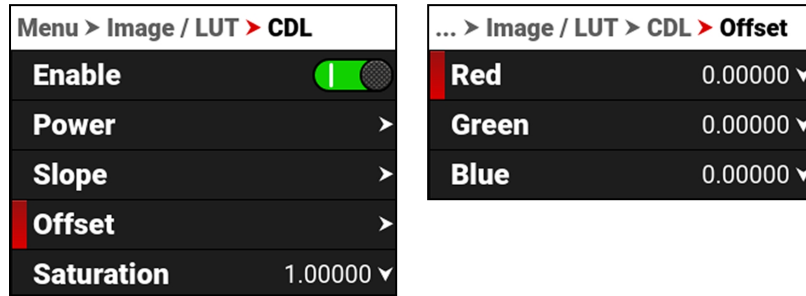 Menu > Image / LUT > CDL
Enable
Power
Slope
Offset
Saturation 1.00000
... > Image / LUT > CDL > Offset
Red 0.00000
Green 0.00000
Blue 0.00000